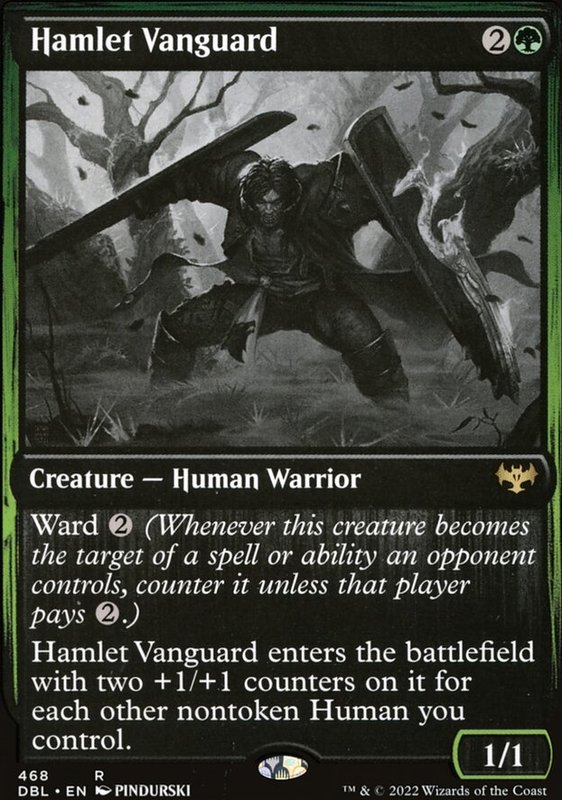 Hamlet Vanguard 2
Creature — Human Warrior
Ward 2 (Whenever this creature becomes
the target of a spell or ability an opponent
controls, counter it unless that player
pays 2.)
Hamlet Vanguard enters the battlefield
with two +1/+1 counters on it for
each other nontoken Human you
control.
1/1
468 R
DBL • EN PINDURSKI
™ & © 2022 Wizards of the Coast